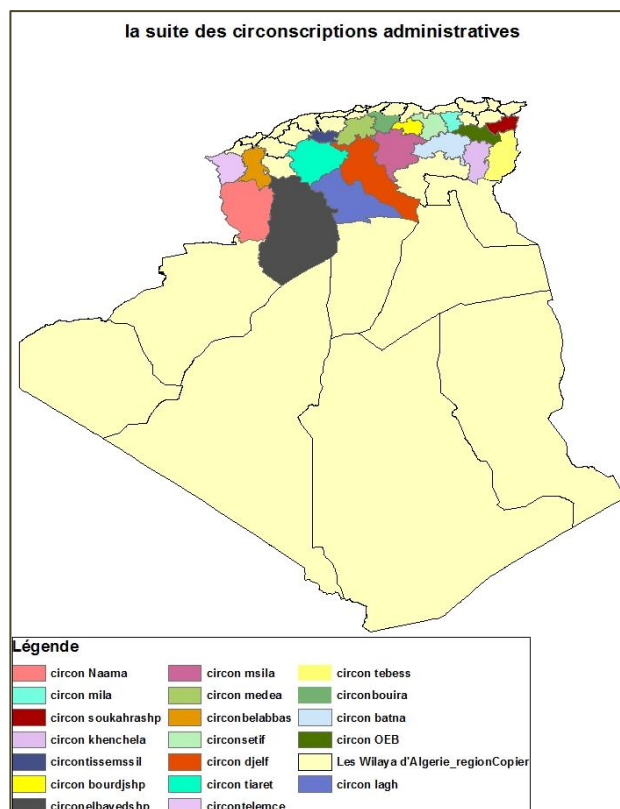 la suite des circonscriptions administratives
Légende
circon Naama
circon mila
circon soukahrashp
circon khenchela
circontissemssil
circon bourdjshp
circonelbayedshp
circon msila
circon medea
circonbelabbas
circonsetif
circon djelf
circon tiaret
circontelemce
circon tebess
circonbouira
circon batna
circon OEB
Les Wilaya d'Algerie_regionCopier
circon lagh